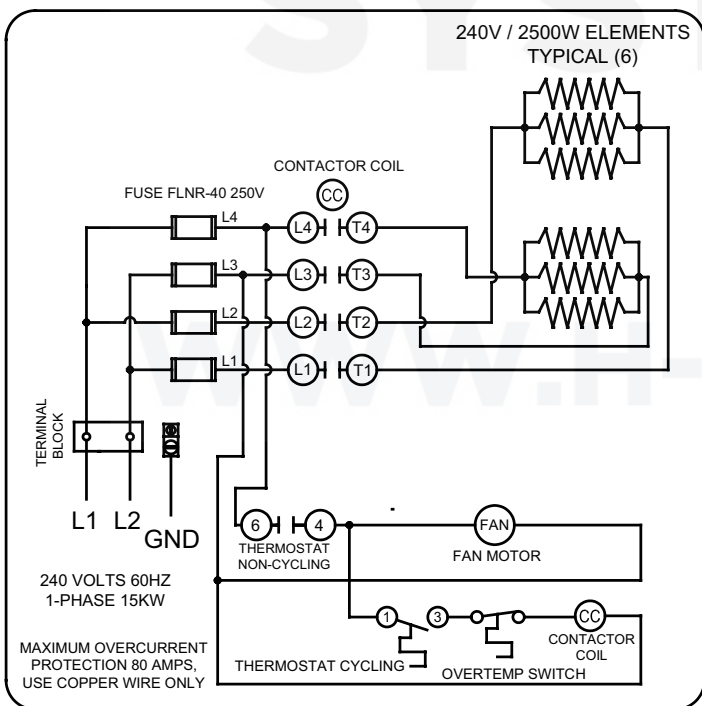 240V / 2500W ELEMENTS
TYPICAL (6)
CONTACTOR COIL
CC
FUSE FLNR-40 250V
L4
L4
T4
L3
L3
T3
L2
L2
T2
L1
L1
T1
TERMINAL
BLOCK
L1 L2
GND
6
4
THERMOSTAT
NON-CYCLING
FAN
FAN MOTOR
240 VOLTS 60HZ
1-PHASE 15KW
1
3
CC
CONTACTOR
COIL
THERMOSTAT CYCLING
OVERTEMP SWITCH
MAXIMUM OVERCURRENT
PROTECTION 80 AMPS,
USE COPPER WIRE ONLY
SYS
WWW.H-